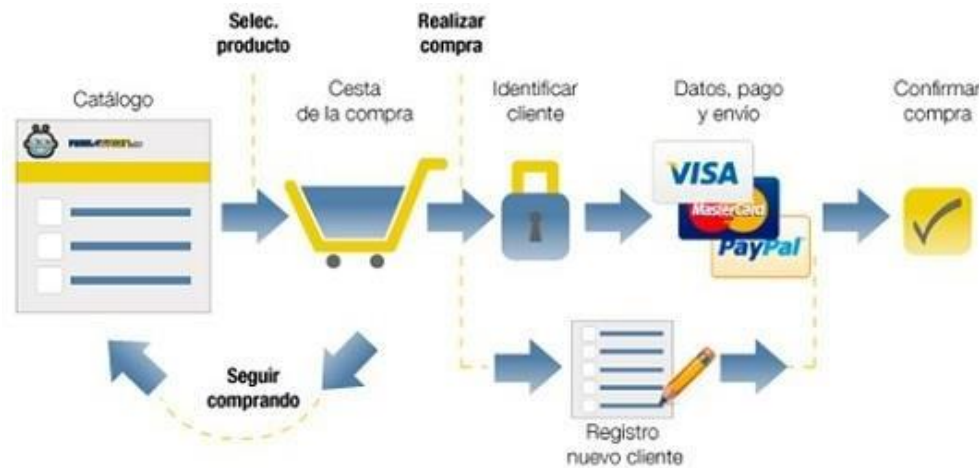 Selec.
producto
Realizar
compra
Catálogo
Cesta
de la compra
Identificar
cliente
Datos, pago
y envío
Confirmar
compra
VISA
MasterCard
PayPal
Seguir
comprando
Registro
nuevo cliente